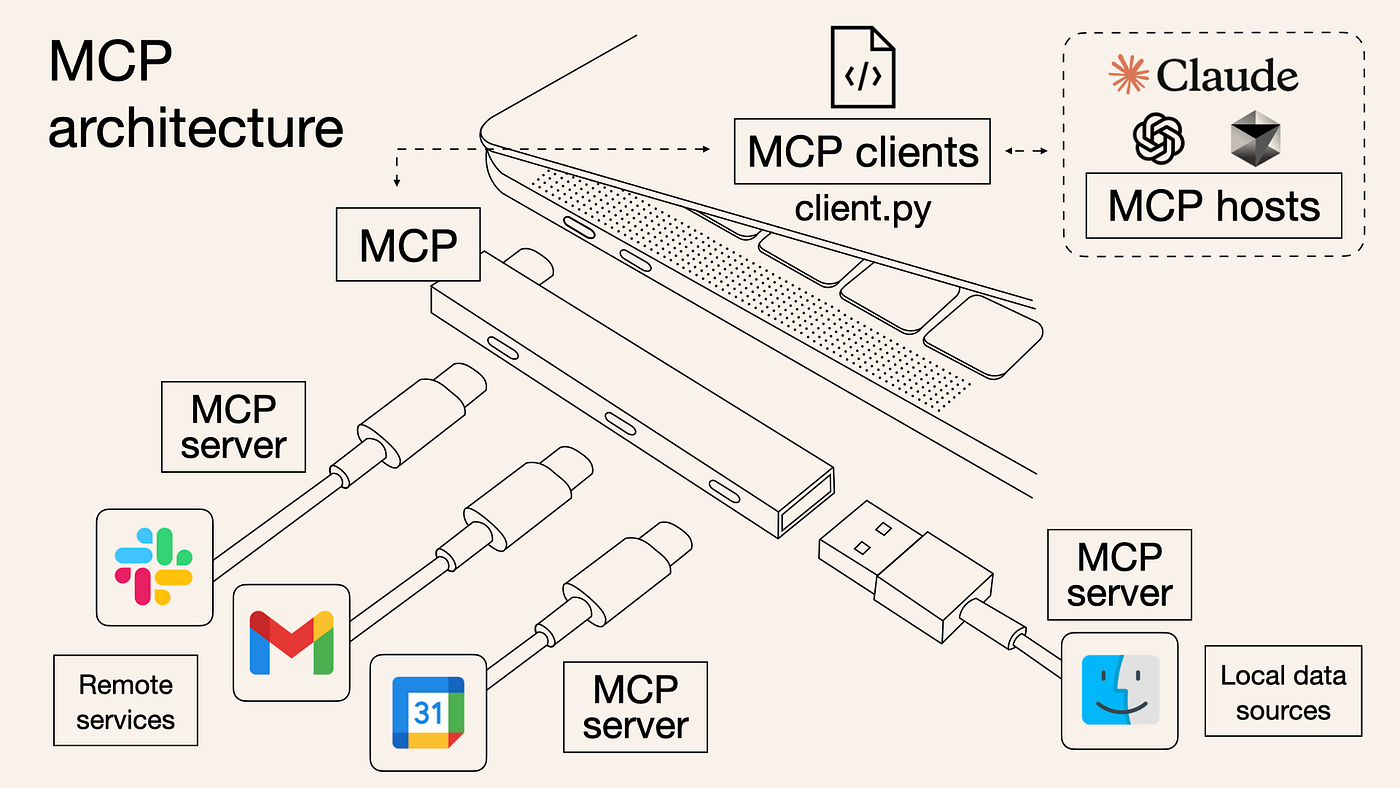 MCP
architecture
</>
MCP clients
client.py
Claude
MCP hosts
MCP
MCP
server
Remote
services
31
MCP
server
MCP
server
Local data
sources